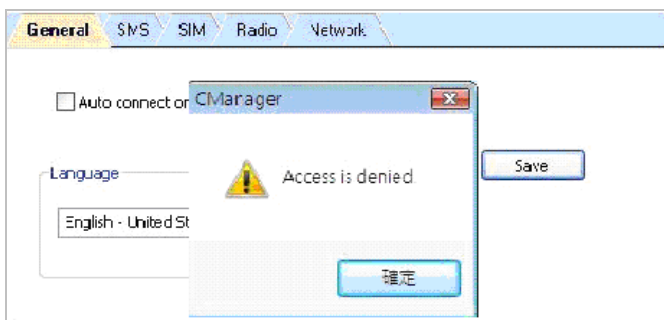 General SMS SIM Radio Network
Auto connect or
CManager
Access is denied
Save
Language
English - United St
確定